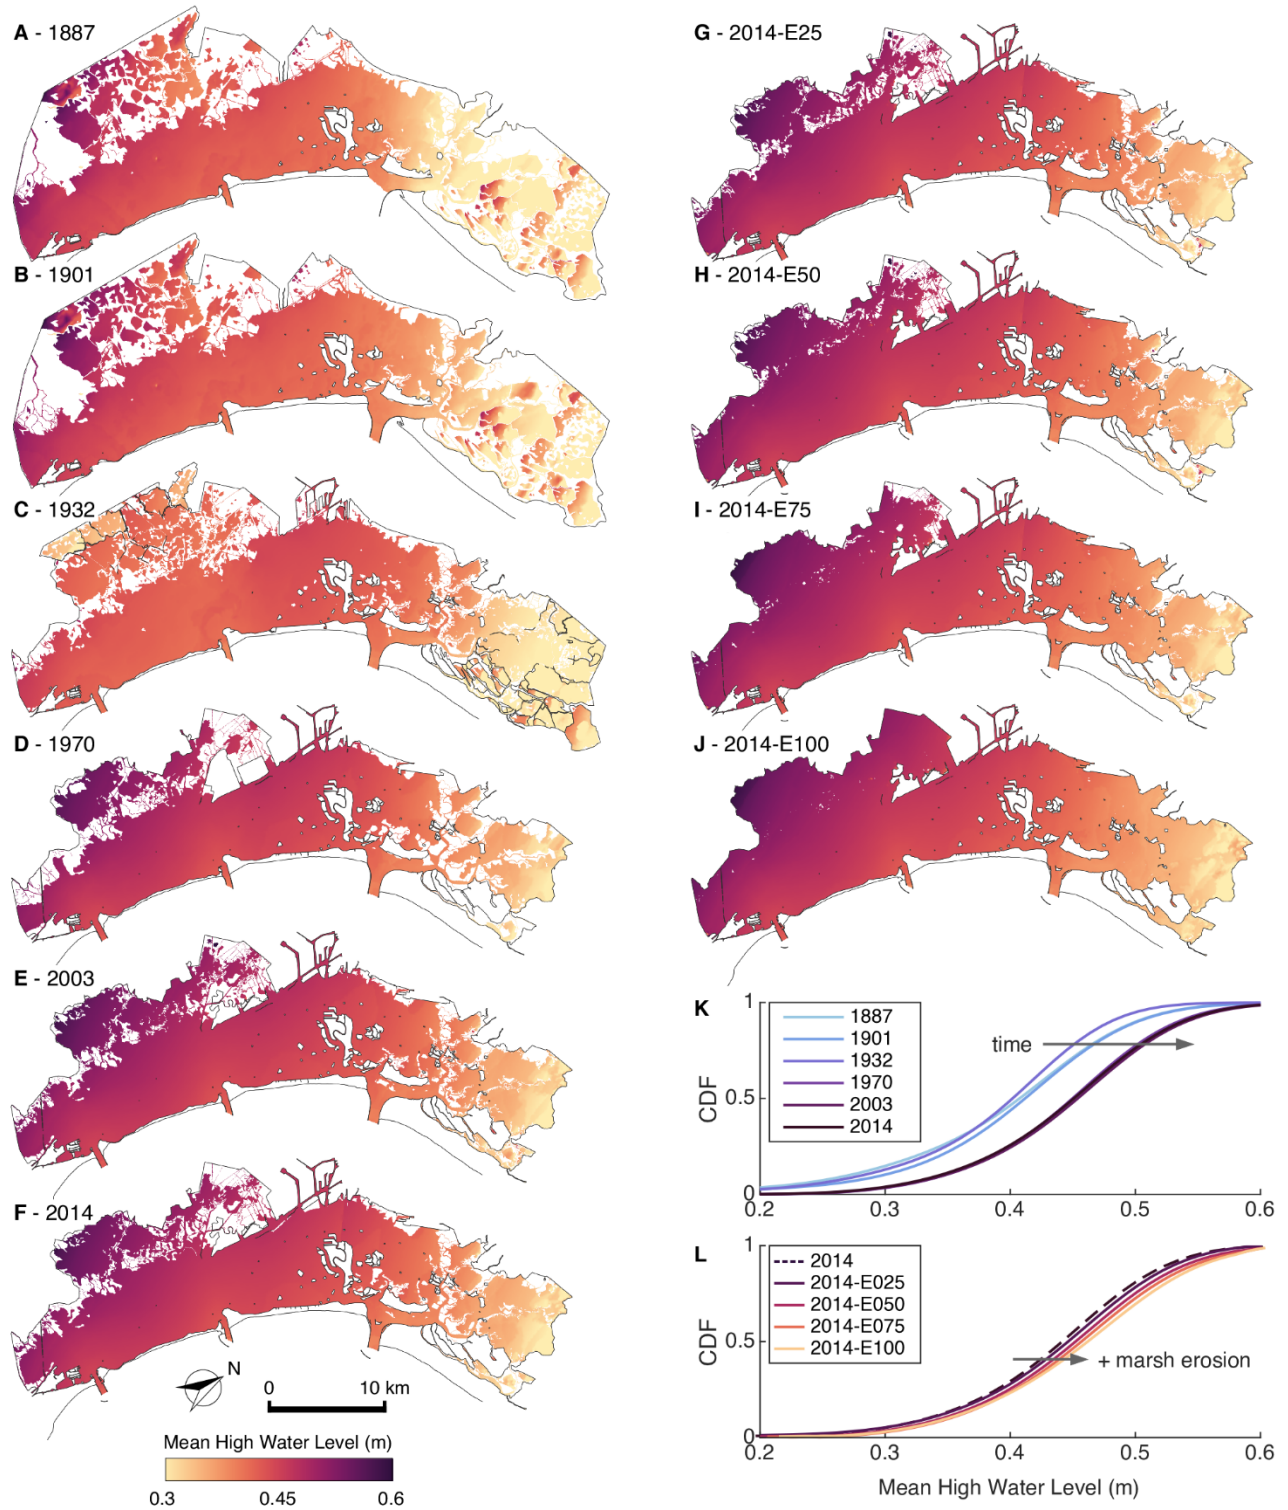 A - 1887
B - 1901
C - 1932
D - 1970
E - 2003
F - 2014
N
0 10 km
Mean High Water Level (m)
0.3 0.45 0.6
G - 2014-E25
H - 2014-E50
I - 2014-E75
J - 2014-E100
K
1
0.5
0
CDF
1887
1901
1932
1970
2003
2014
time
0.2 0.3 0.4 0.5 0.6
L
1
0.5
0
CDF
2014
2014-E025
2014-E050
2014-E075
2014-E100
+ marsh erosion
0.2 0.3 0.4 0.5 0.6
Mean High Water Level (m)